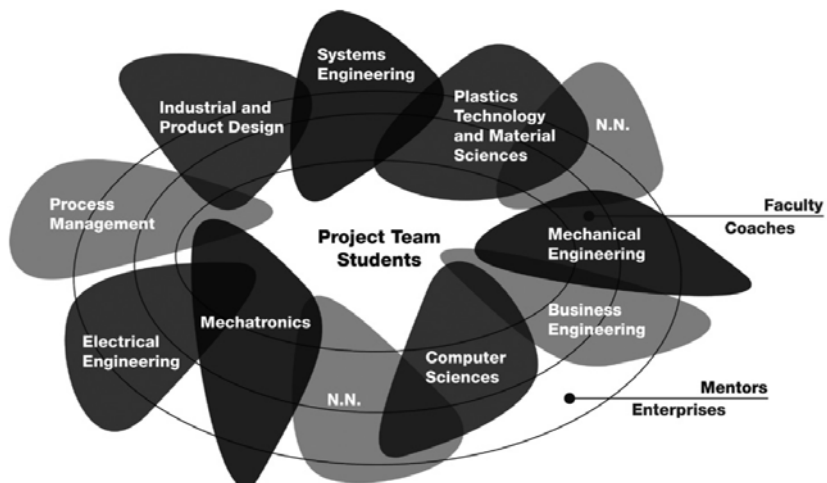 Systems
Engineering
Industrial and
Product Design
Plastics
Technology
and Material
Sciences
N.N.
Process
Management
Faculty
Coaches
Project Team
Students
Mechanical
Engineering
Business
Engineering
Mechatronics
Electrical
Engineering
Computer
Sciences
N.N.
Mentors
Enterprises